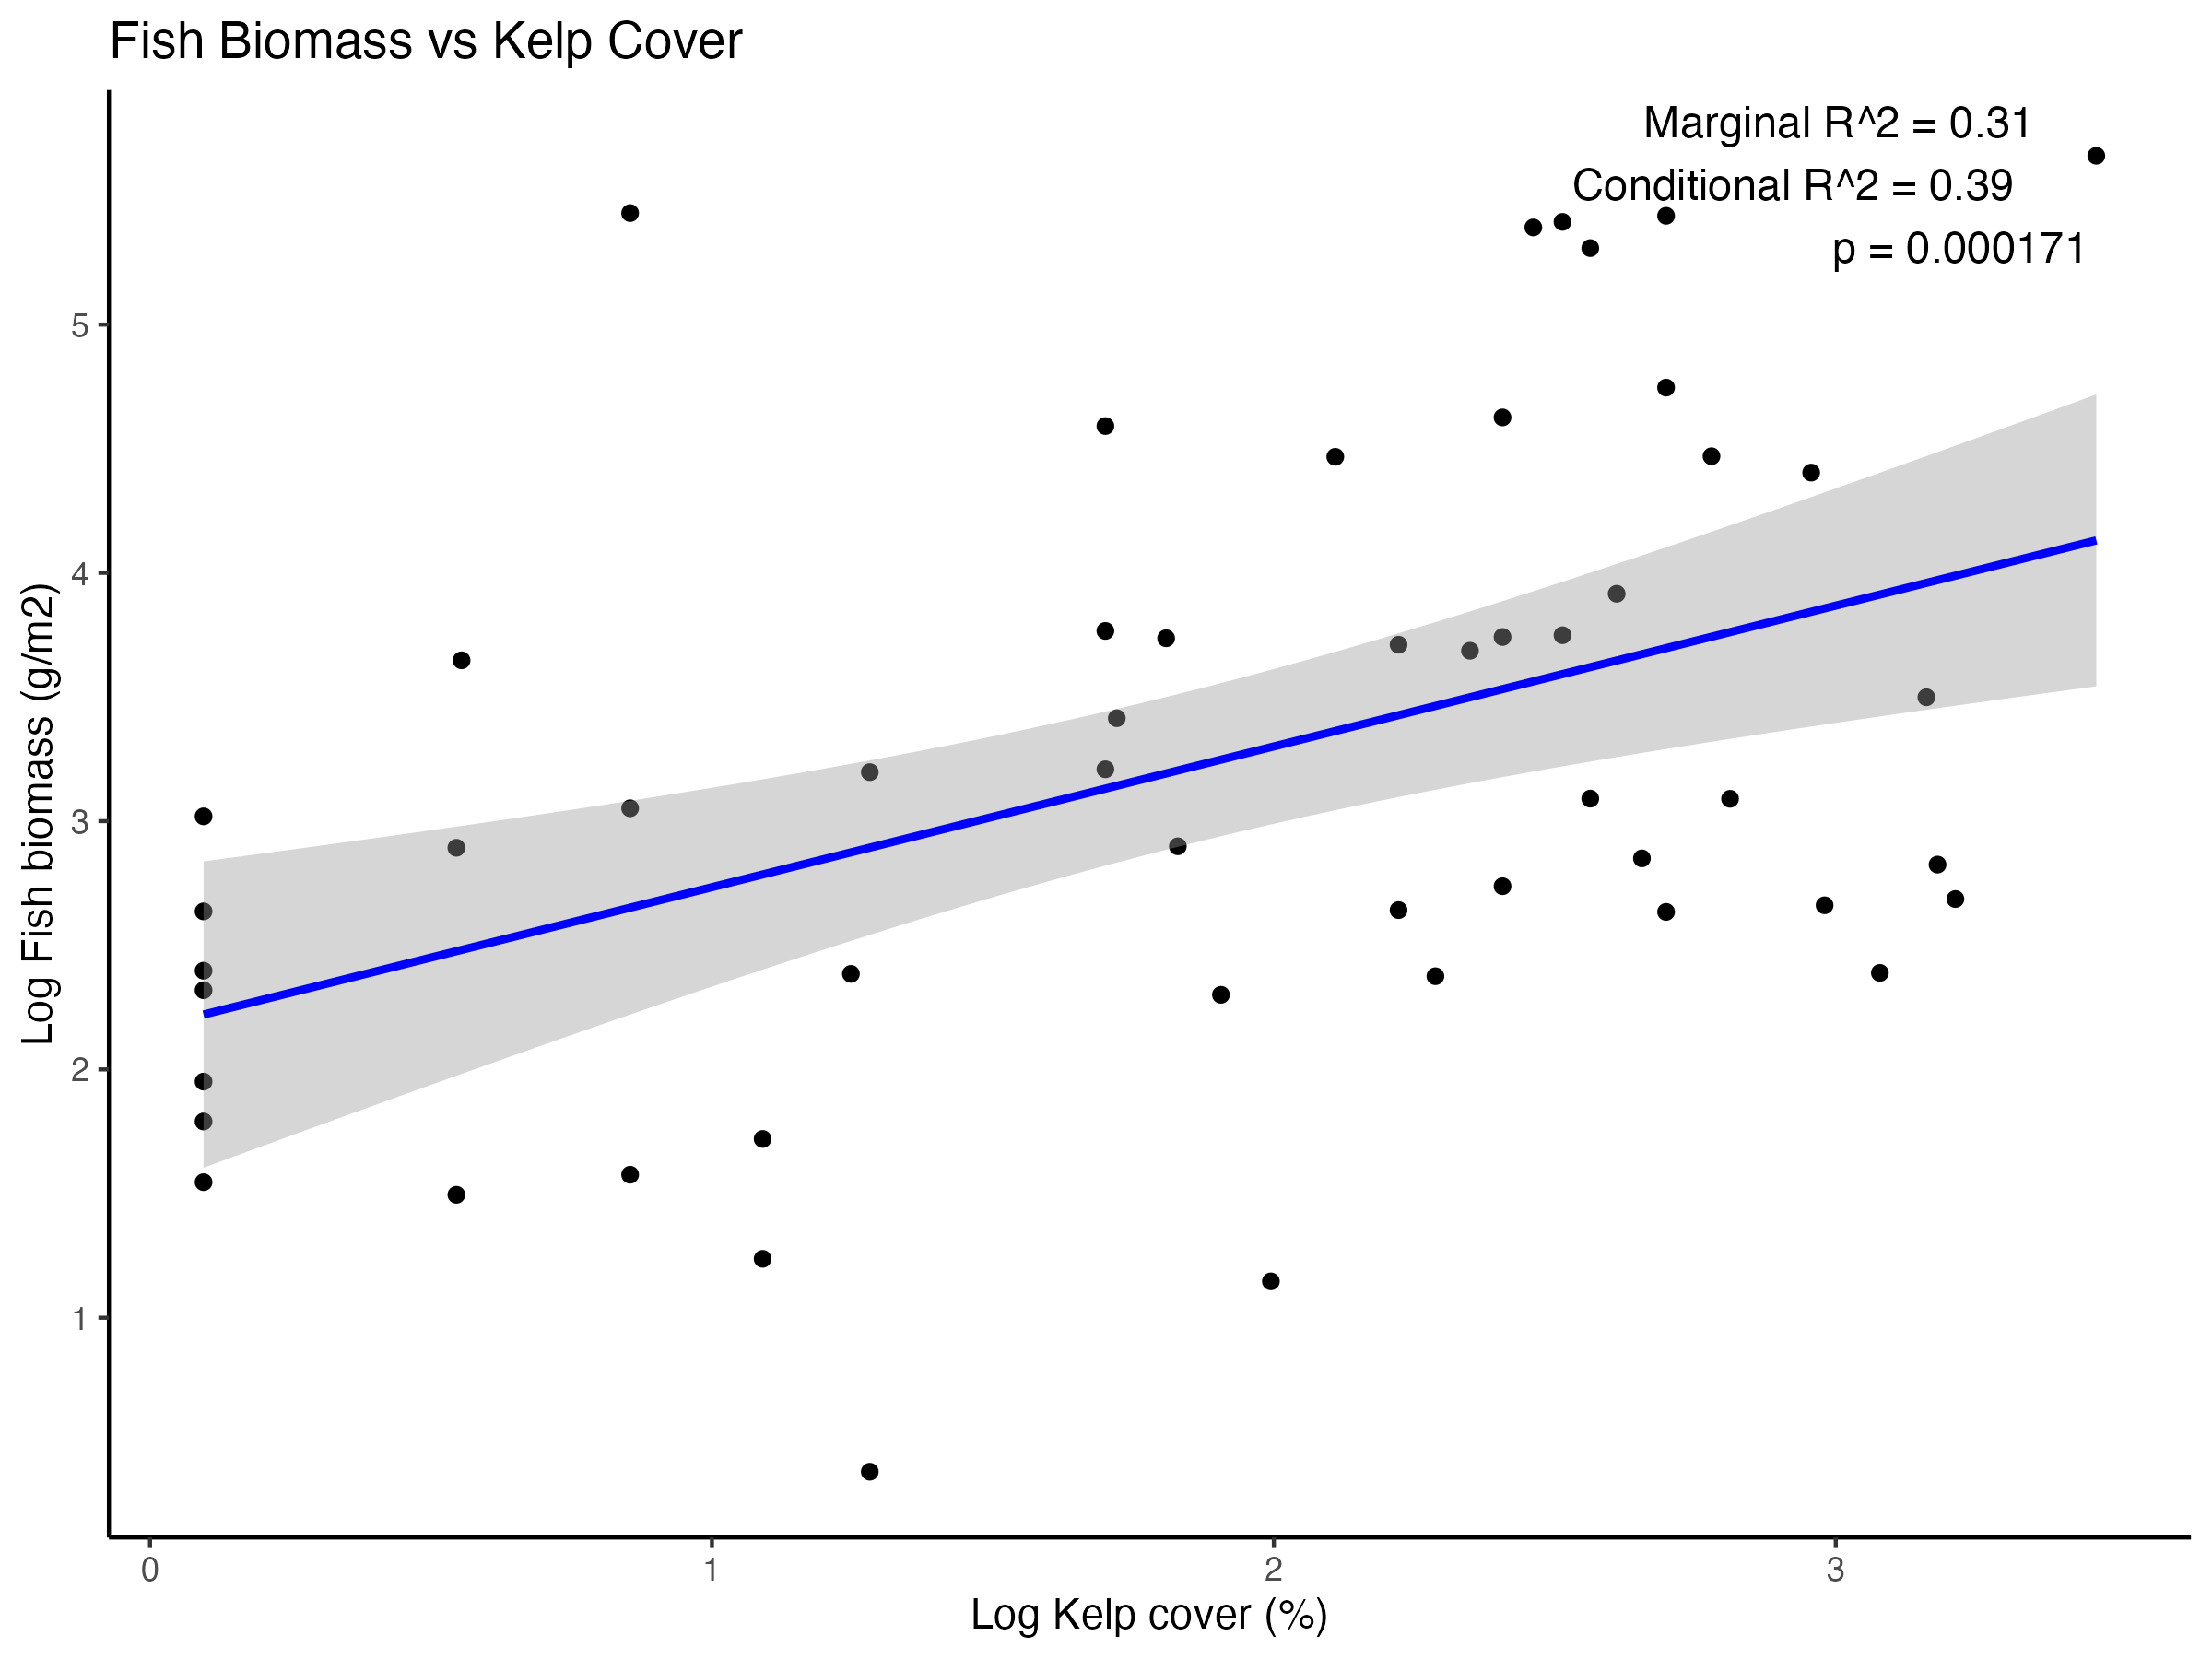 Fish Biomass vs Kelp Cover
Marginal R^2 = 0.31
Conditional R^2 = 0.39
p = 0.000171
5
4
3
2
1
Log Fish biomass (g/m2)
0 1 2 3
Log Kelp cover (%)